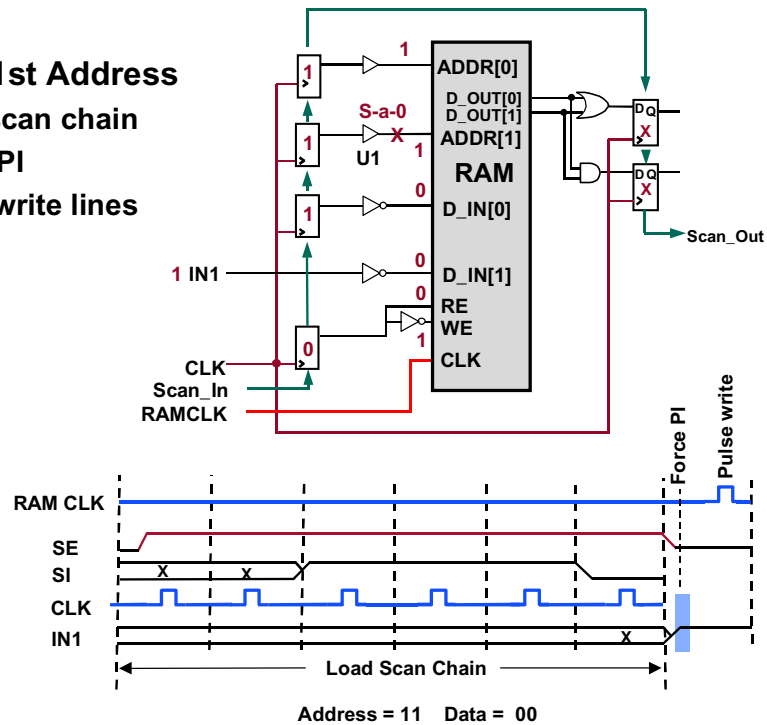 1st Address
scan chain
PI
write lines
1
1
ADDR[0]
D_OUT[0]
D_OUT[1]
S-a-0
1
X
ADDR[1]
U1
1
RAM
D Q
X
0
1
D_IN[0]
D Q
X
Scan_Out
1 IN1
0
D_IN[1]
0
RE
WE
0
1
CLK
CLK
Scan_In
RAMCLK
Force PI
Pulse write
RAM CLK
SE
SI
X
X
CLK
IN1
X
Load Scan Chain
Address = 11 Data = 00